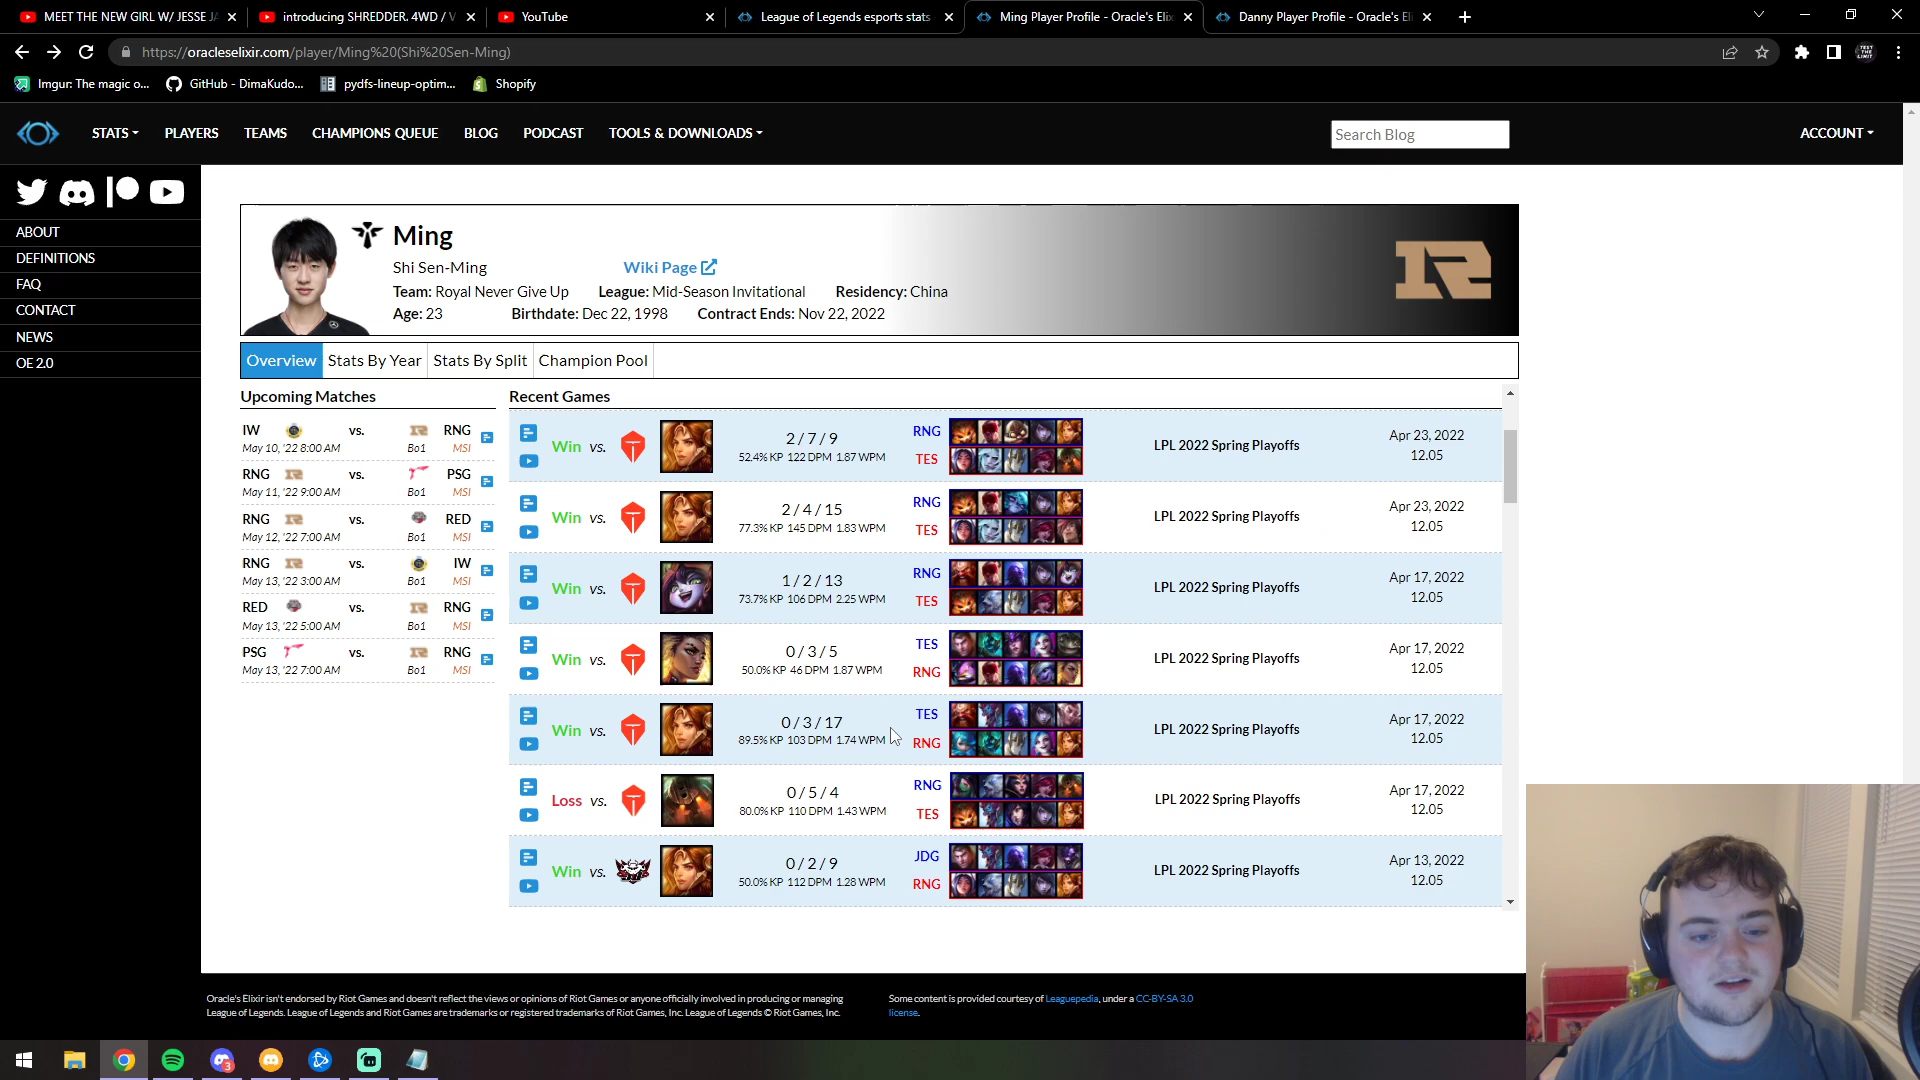 MEET THE NEW GIRL W/ JESSE JA
introducing SHREDDER. 4WD / V
YouTube
League of Legends esports stats
Ming Player Profile - Oracle's Elix
Danny Player Profile - Oracle's Eli
https://oracleselixir.com/player/Ming%20(Shi%20Sen-Ming)
Imgur: The magic o...
GitHub - DimaKudo...
pydfs-lineup-optim...
Shopify
STATS
PLAYERS
TEAMS
CHAMPIONS QUEUE
BLOG
PODCAST
TOOLS & DOWNLOADS
Search Blog
ACCOUNT
ABOUT
DEFINITIONS
FAQ
CONTACT
NEWS
OE 2.0
Ming
Shi Sen-Ming
Wiki Page
Team: Royal Never Give Up League: Mid-Season Invitational Residency: China
Age: 23 Birthdate: Dec 22, 1998 Contract Ends: Nov 22, 2022
Overview Stats By Year Stats By Split Champion Pool
Upcoming Matches
IW vs. RNG
May 10, '22 8:00 AM Bo1 MSI
RNG vs. PSG
May 11, '22 9:00 AM Bo1 MSI
RNG vs. RED
May 12, '22 7:00 AM Bo1 MSI
RNG vs. IW
May 13, '22 3:00 AM Bo1 MSI
RED vs. RNG
May 13, '22 5:00 AM Bo1 MSI
PSG vs. RNG
May 13, '22 7:00 AM Bo1 MSI
Recent Games
Win vs. 2 / 7 / 9 RNG LPL 2022 Spring Playoffs Apr 23, 2022
52.4% KP 122 DPM 1.87 WPM TES 12.05
Win vs. 2 / 4 / 15 RNG LPL 2022 Spring Playoffs Apr 23, 2022
77.3% KP 145 DPM 1.83 WPM TES 12.05
Win vs. 1 / 2 / 13 RNG LPL 2022 Spring Playoffs Apr 17, 2022
73.7% KP 106 DPM 2.25 WPM TES 12.05
Win vs. 0 / 3 / 5 TES LPL 2022 Spring Playoffs Apr 17, 2022
50.0% KP 46 DPM 1.87 WPM RNG 12.05
Win vs. 0 / 3 / 17 TES LPL 2022 Spring Playoffs Apr 17, 2022
89.5% KP 103 DPM 1.74 WPM RNG 12.05
Loss vs. 0 / 5 / 4 RNG LPL 2022 Spring Playoffs Apr 17, 2022
80.0% KP 110 DPM 1.43 WPM TES 12.05
Win vs. 0 / 2 / 9 JDG LPL 2022 Spring Playoffs Apr 13, 2022
50.0% KP 112 DPM 1.28 WPM RNG 12.05
Oracle's Elixir isn't endorsed by Riot Games and doesn't reflect the views or opinions of Riot Games or anyone officially involved in producing or managing
League of Legends. League of Legends and Riot Games are trademarks or registered trademarks of Riot Games, Inc. League of Legends © Riot Games, Inc.
Some content is provided courtesy of Leaguepedia, under a CC-BY-SA 3.0
license.
3